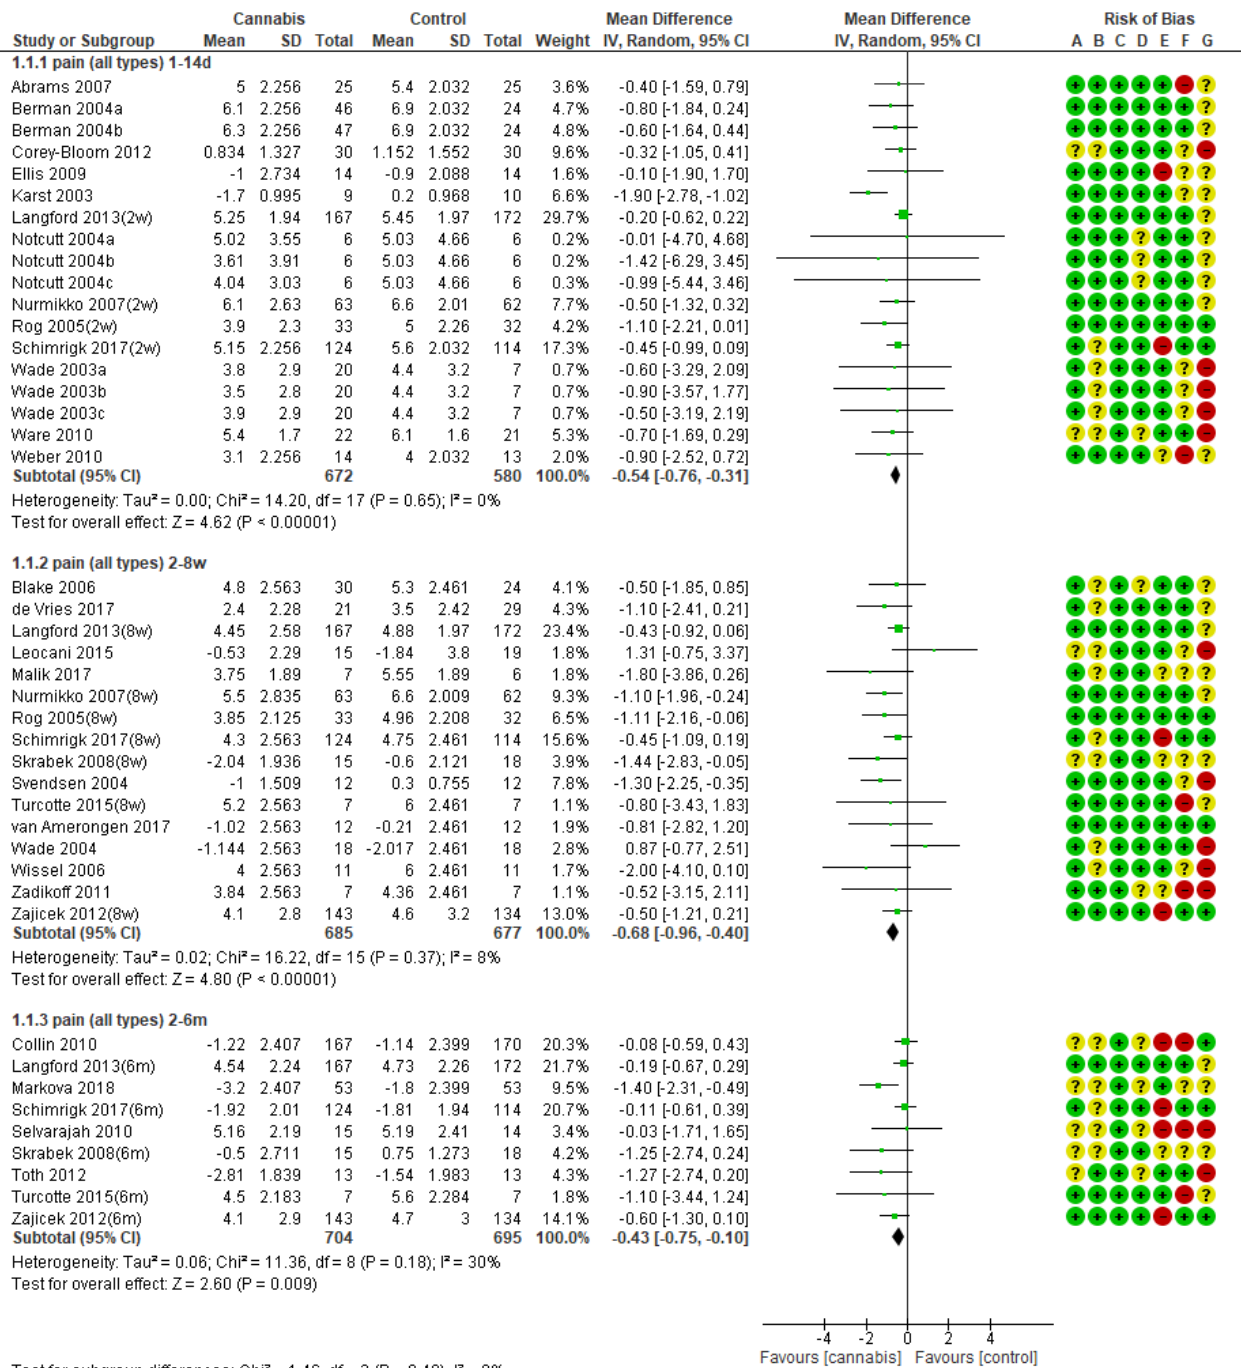 Cannabis Control Mean Difference Mean Difference Risk of Bias
Study or Subgroup Mean SD Total Mean SD Total Weight IV, Random, 95% CI IV, Random, 95% CI A B C D E F G
1.1.1 pain (all types) 1-14d
Abrams 2007 5 2.256 25 5.4 2.032 25 3.6% -0.40 [-1.59, 0.79] + + + + + - ?
Berman 2004a 6.1 2.256 46 6.9 2.032 24 4.7% -0.80 [-1.84, 0.24] + + + + + + ?
Berman 2004b 6.3 2.256 47 6.9 2.032 24 4.8% -0.60 [-1.64, 0.44] + + + + + + ?
Corey-Bloom 2012 0.834 1.327 30 1.152 1.552 30 9.6% -0.32 [-1.05, 0.41] ? ? + + + ? -
Ellis 2009 -1 2.734 14 -0.9 2.088 14 1.9% -0.10 [-1.90, 1.70] + + + + - ? ?
Karst 2003 -1.7 0.995 9 0.2 0.968 10 6.6% -1.90 [-2.78, -1.02] + + + + + ? ?
Langford 2013(2w) 5.25 1.94 167 5.45 1.97 172 29.7% -0.20 [-0.62, 0.22] + + + + + + ?
Notcutt 2004a 5.02 3.55 6 5.03 4.66 6 0.2% -0.01 [-4.70, 4.68] + + + ? + + ?
Notcutt 2004b 3.61 3.91 6 5.03 4.66 6 0.2% -1.42 [-6.29, 3.45] + + + ? + + ?
Notcutt 2004c 4.04 3.03 6 5.03 4.66 6 0.3% -0.99 [-5.44, 3.46] + + + ? + + ?
Nurmikko 2007(2w) 6.1 2.63 63 6.6 2.01 62 7.7% -0.50 [-1.32, 0.32] + + + + + + ?
Rog 2005(2w) 3.9 2.3 33 5 2.26 32 4.2% -1.10 [-2.21, 0.01] + + + + + + +
Schimrigk 2017(2w) 5.15 2.256 124 5.6 2.032 114 17.3% -0.45 [-0.99, 0.09] + ? + + - + +
Wade 2003a 3.8 2.9 20 4.4 3.2 7 0.7% -0.60 [-3.29, 2.09] + ? + + + ? -
Wade 2003b 3.5 2.8 20 4.4 3.2 7 0.7% -0.90 [-3.57, 1.77] + ? + + + ? -
Wade 2003c 3.9 2.9 20 4.4 3.2 7 0.7% -0.50 [-3.19, 2.19] + ? + + + ? -
Ware 2010 5.4 1.7 22 6.1 1.6 21 5.3% -0.70 [-1.69, 0.29] ? ? + ? + + -
Weber 2010 3.1 2.256 14 4 2.032 13 2.0% -0.90 [-2.52, 0.72] + + + + ? - ?
Subtotal (95% CI) 672 580 100.0% -0.54 [-0.76, -0.31]
Heterogeneity: Tau² = 0.00; Chi² = 14.20, df = 17 (P = 0.65); I² = 0%
Test for overall effect: Z = 4.62 (P < 0.00001)
1.1.2 pain (all types) 2-8w
Blake 2006 4.8 2.563 30 5.3 2.461 24 4.1% -0.50 [-1.85, 0.85] + ? + ? + + ?
de Vries 2017 2.4 2.28 21 3.5 2.42 29 4.3% -1.10 [-2.41, 0.21] + ? + + + + ?
Langford 2013(8w) 4.45 2.58 167 4.88 1.97 172 23.4% -0.43 [-0.92, 0.06] + + + + + + ?
Leocani 2015 -0.53 2.29 15 -1.84 3.8 19 1.8% 1.31 [-0.75, 3.37] ? ? + + + ? -
Malik 2017 3.75 1.89 7 5.55 1.89 6 1.8% -1.80 [-3.86, 0.26] + ? + + ? ? ?
Nurmikko 2007(8w) 5.5 2.835 63 6.6 2.009 62 9.3% -1.10 [-1.96, -0.24] + + + + + + ?
Rog 2005(8w) 3.85 2.125 33 4.96 2.208 32 6.5% -1.11 [-2.16, -0.06] + + + + + + +
Schimrigk 2017(8w) 4.3 2.563 124 4.75 2.461 114 15.6% -0.45 [-1.09, 0.19] + ? + + - + +
Skrabek 2008(8w) -2.04 1.936 15 -0.6 2.121 18 3.9% -1.44 [-2.83, -0.05] ? ? + + ? ? ?
Svendsen 2004 -1 1.509 12 0.3 0.755 12 7.8% -1.30 [-2.25, -0.35] + + + + + ? -
Turcotte 2015(8w) 5.2 2.563 7 6 2.461 7 1.1% -0.80 [-3.43, 1.83] + + + + + - ?
van Amerongen 2017 -1.02 2.563 12 -0.21 2.461 12 1.9% -0.81 [-2.82, 1.20] + + + + + + +
Wade 2004 -1.144 2.563 18 -2.017 2.461 18 2.8% 0.87 [-0.77, 2.51] + ? + + + + -
Wissel 2006 4 2.563 11 6 2.461 11 1.7% -2.00 [-4.10, 0.10] + ? + + + ? -
Zadikoff 2011 3.84 2.563 7 4.36 2.461 7 1.1% -0.52 [-3.15, 2.11] + + + ? ? - -
Zajicek 2012(8w) 4.1 2.8 143 4.6 3.2 134 13.0% -0.50 [-1.21, 0.21] + + + + - + +
Subtotal (95% CI) 685 677 100.0% -0.68 [-0.96, -0.40]
Heterogeneity: Tau² = 0.02; Chi² = 16.22, df = 15 (P = 0.37); I² = 8%
Test for overall effect: Z = 4.80 (P < 0.00001)
1.1.3 pain (all types) 2-6m
Collin 2010 -1.22 2.407 167 -1.14 2.399 170 20.3% -0.08 [-0.59, 0.43] ? ? + ? - - +
Langford 2013(6m) 4.54 2.24 167 4.73 2.26 172 21.7% -0.19 [-0.67, 0.29] + + + + + + ?
Markova 2018 -3.2 2.407 53 -1.8 2.399 53 9.5% -1.40 [-2.31, -0.49] ? ? + ? + ? ?
Schimrigk 2017(6m) -1.92 2.01 124 -1.81 1.94 114 20.7% -0.11 [-0.61, 0.39] + ? + + - + +
Selvarajah 2010 5.16 2.19 15 5.19 2.41 14 3.4% -0.03 [-1.71, 1.65] ? ? + ? - - -
Skrabek 2008(6m) -0.5 2.711 15 0.75 1.273 18 4.3% -1.25 [-2.74, 0.24] ? ? + + ? ? ?
Toth 2012 -2.81 1.839 13 -1.54 1.983 13 4.3% -1.27 [-2.74, 0.20] ? + + ? + + -
Turcotte 2015(6m) 4.5 2.183 7 5.6 2.284 7 1.8% -1.10 [-3.44, 1.24] + + + + + - ?
Zajicek 2012(6m) 4.1 2.9 143 4.7 3 134 14.1% -0.60 [-1.30, 0.10] + + + + - + +
Subtotal (95% CI) 704 695 100.0% -0.43 [-0.75, -0.10]
Heterogeneity: Tau² = 0.06; Chi² = 11.36, df = 8 (P = 0.18); I² = 30%
Test for overall effect: Z = 2.60 (P = 0.009)
-4 -2 0 2 4
Favours [cannabis] Favours [control]